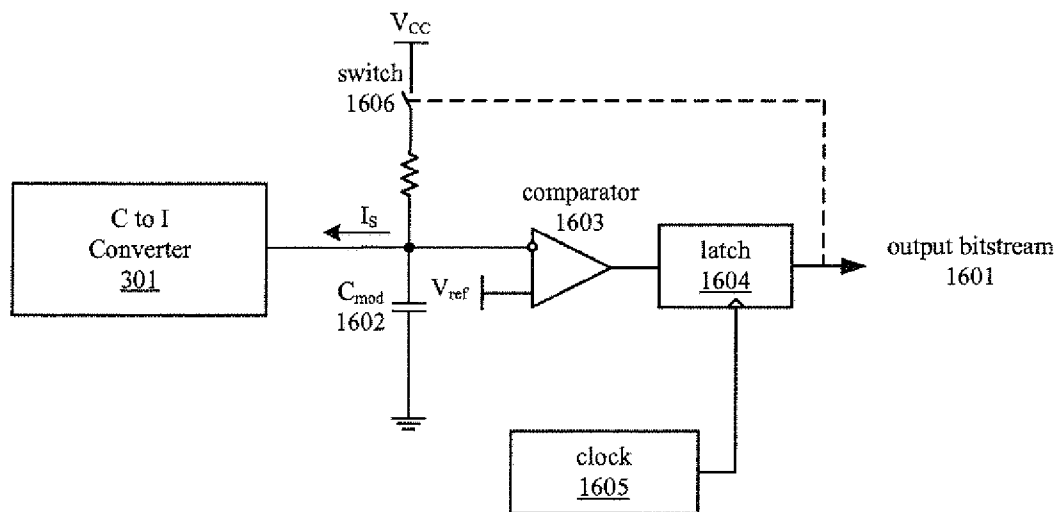 V_CC
switch
1606
comparator
1603
C to I
Converter
301
I_S
latch
1604
output bitstream
1601
V_ref
C_mod
1602
clock
1605